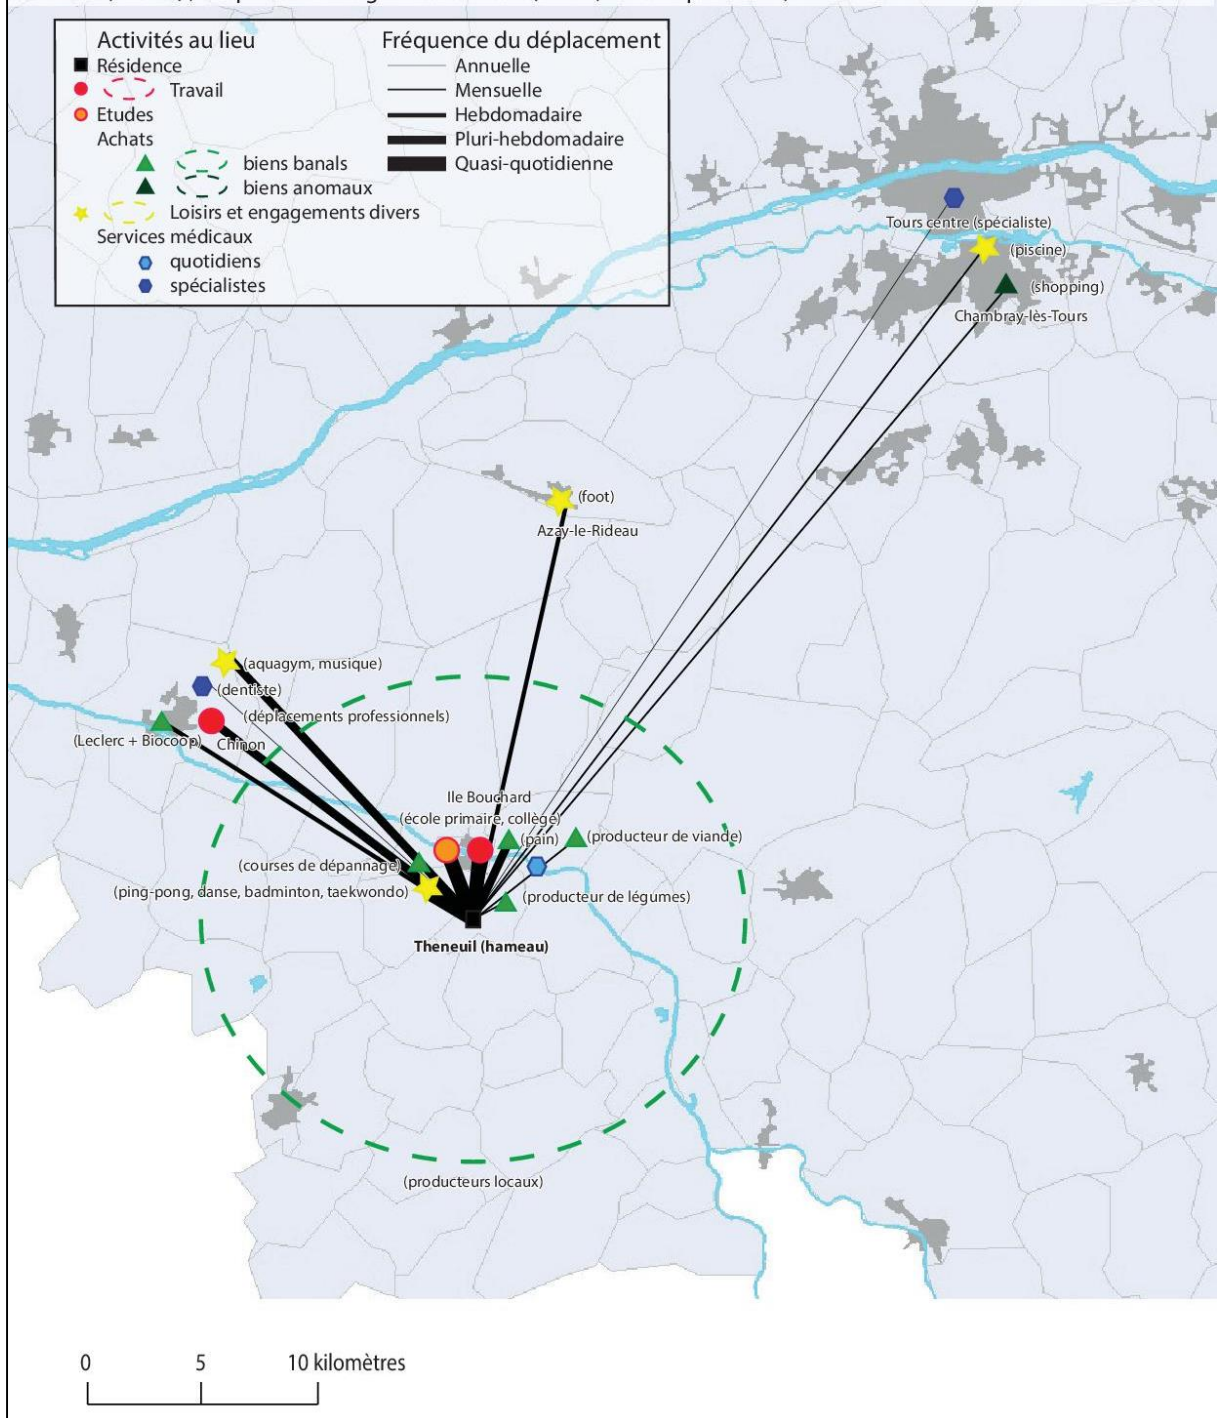 Activités au lieu
Résidence
Travail
Etudes
Achats
biens banals
biens anomaux
Loisirs et engagements divers
Services médicaux
quotidiens
spécialistes
Fréquence du déplacement
Annuelle
Mensuelle
Hebdomadaire
Pluri-hebdomadaire
Quasi-quotidienne
Tours centre (spécialiste)
(piscine)
(shopping)
Chambray-lès-Tours
(foot)
Azay-le-Rideau
(aquagym, musique)
(dentiste)
(déplacements professionnels)
(Leclerc + Biocoop)
Chinon
Ile Bouchard
(école primaire, collège)
(pain)
(producteur de viande)
(courses de dépannage)
(ping-pong, danse, badminton, taekwondo)
(producteur de légumes)
Theneuil (hameau)
(producteurs locaux)
0 5 10 kilomètres